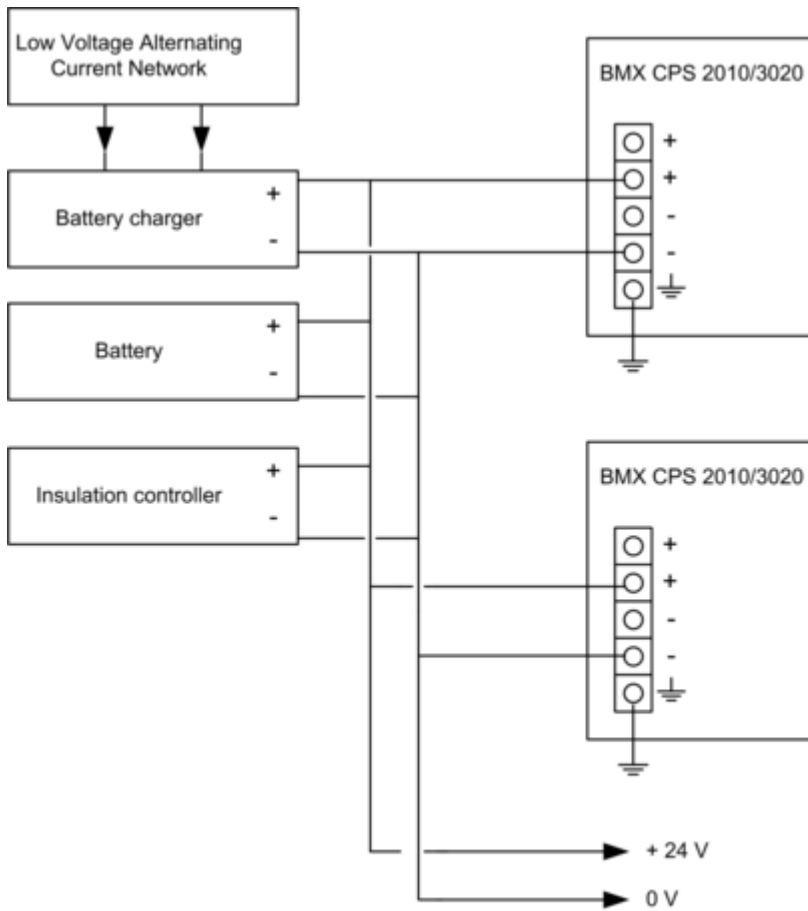 Low Voltage Alternating
Current Network
BMX CPS 2010/3020
+
+
-
-
Battery charger
+
-
Battery
+
-
Insulation controller
+
-
BMX CPS 2010/3020
+
+
-
-
+ 24 V
0 V